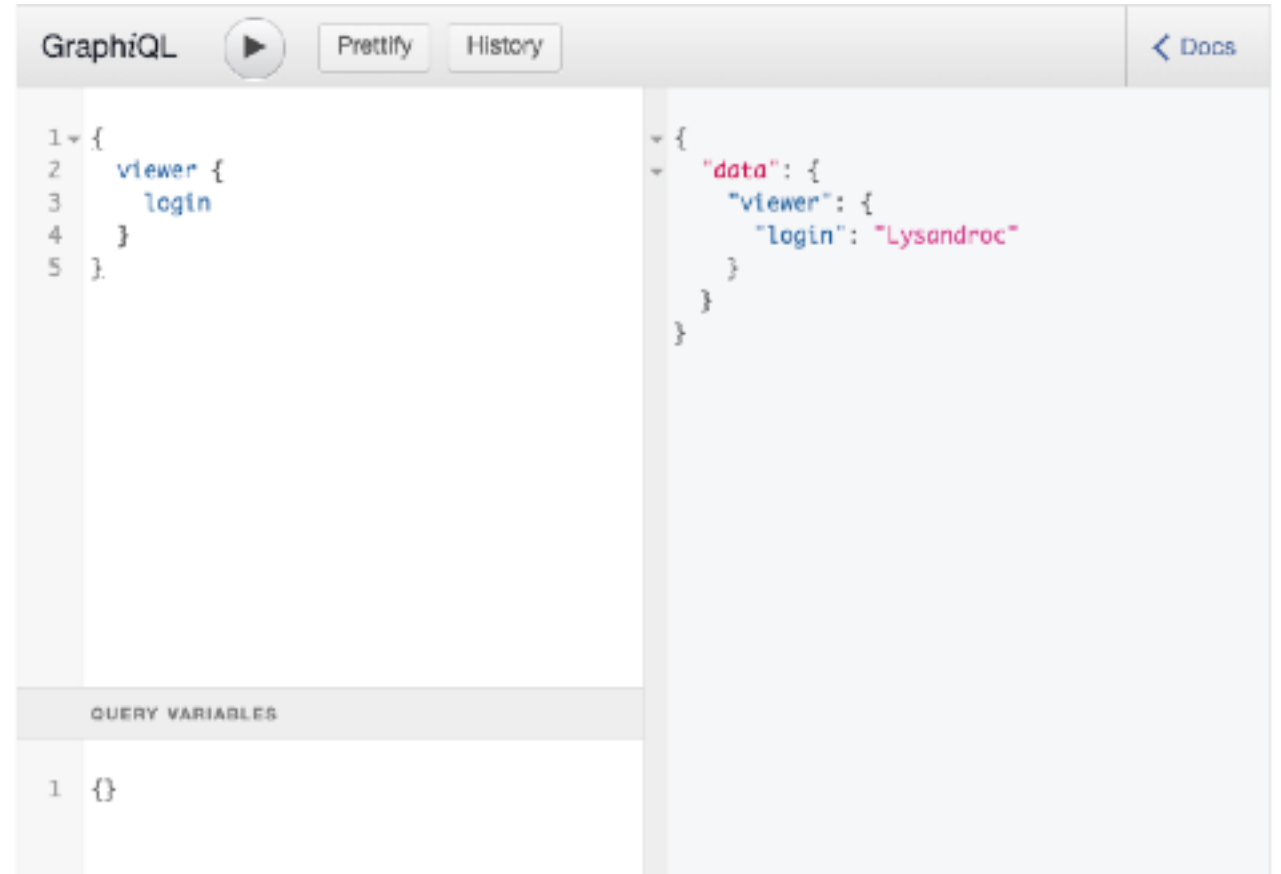 GraphiQL Prettify History Docs
1 {
2 viewer {
3 login
4 }
5 }
{
"data": {
"viewer": {
"login": "Lysandroc"
}
}
}
QUERY VARIABLES
1 {}